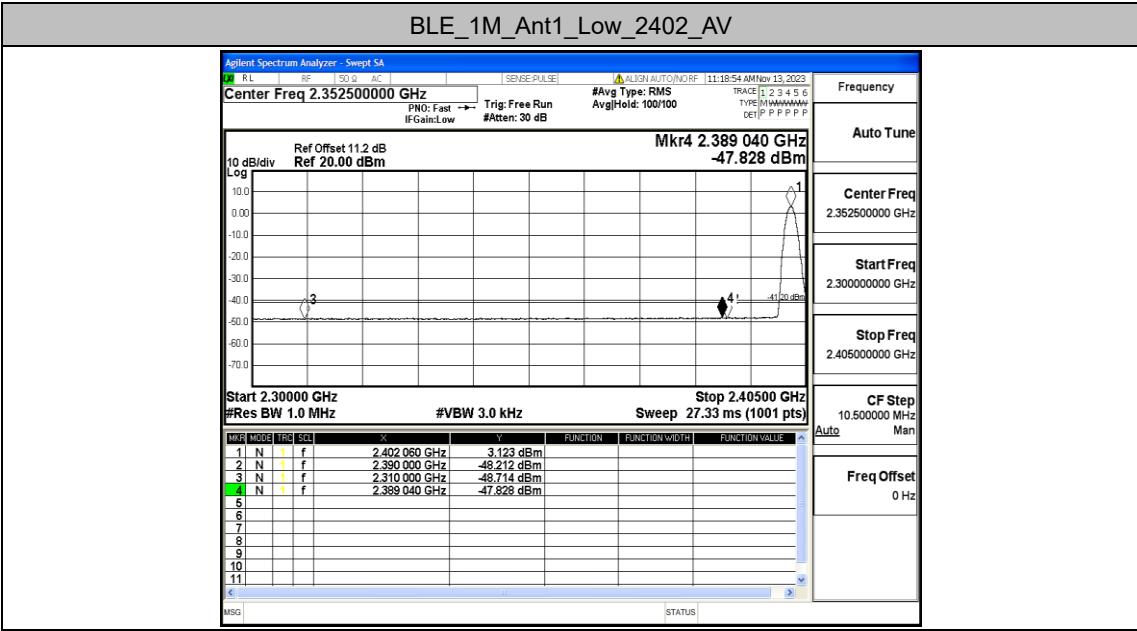 BLE_1M_Ant1_Low_2402_AV
Agilent Spectrum Analyzer - Swept SA
LXI RL RF 50 Ω AC SENSE:PULSE ALIGN AUTO/NO RF 11:18:54 AM Nov 13, 2023
Center Freq 2.352500000 GHz #Avg Type: RMS TRACE 1 2 3 4 5 6
PNO: Fast Trig: Free Run Avg|Hold: 100/100 TYPE M WWWWW
IFGain:Low #Atten: 30 dB DET P P P P P P
Frequency
Auto Tune
Mkr4 2.389 040 GHz
-47.828 dBm
Ref Offset 11.2 dB
10 dB/div Ref 20.00 dBm
Log
10.0
0.00
-10.0
-20.0
-30.0
-40.0
-50.0
-60.0
-70.0
1
3
4
-41.20 dBm
Start 2.30000 GHz Stop 2.40500 GHz
#Res BW 1.0 MHz #VBW 3.0 kHz Sweep 27.33 ms (1001 pts)
Center Freq
2.352500000 GHz
Start Freq
2.300000000 GHz
Stop Freq
2.405000000 GHz
CF Step
10.500000 MHz
Auto Man
Freq Offset
0 Hz
MKR MODE TRC SCL X Y FUNCTION FUNCTION WIDTH FUNCTION VALUE
1 N 1 f 2.402 060 GHz 3.123 dBm
2 N 1 f 2.390 000 GHz -48.212 dBm
3 N 1 f 2.310 000 GHz -48.714 dBm
4 N 1 f 2.389 040 GHz -47.828 dBm
5
6
7
8
9
10
11
MSG STATUS